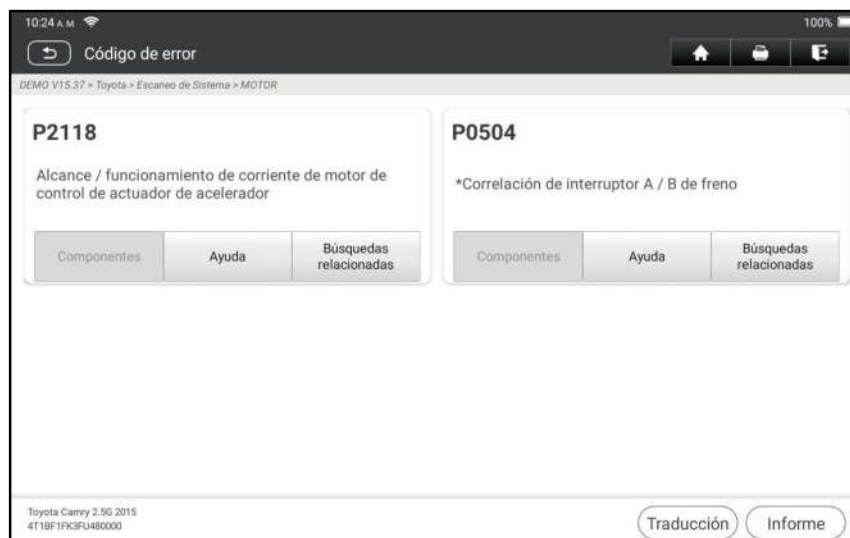 10:24 A.M
100%
Código de error
DEMO V15.37 > Toyota > Escaneo de Sistema > MOTOR
P2118
Alcance / funcionamiento de corriente de motor de
control de actuador de acelerador
Componentes
Ayuda
Búsquedas
relacionadas
P0504
*Correlación de interruptor A / B de freno
Componentes
Ayuda
Búsquedas
relacionadas
Toyota Camry 2.5G 2015
4T1BF1FK3FU480000
Traducción
Informe